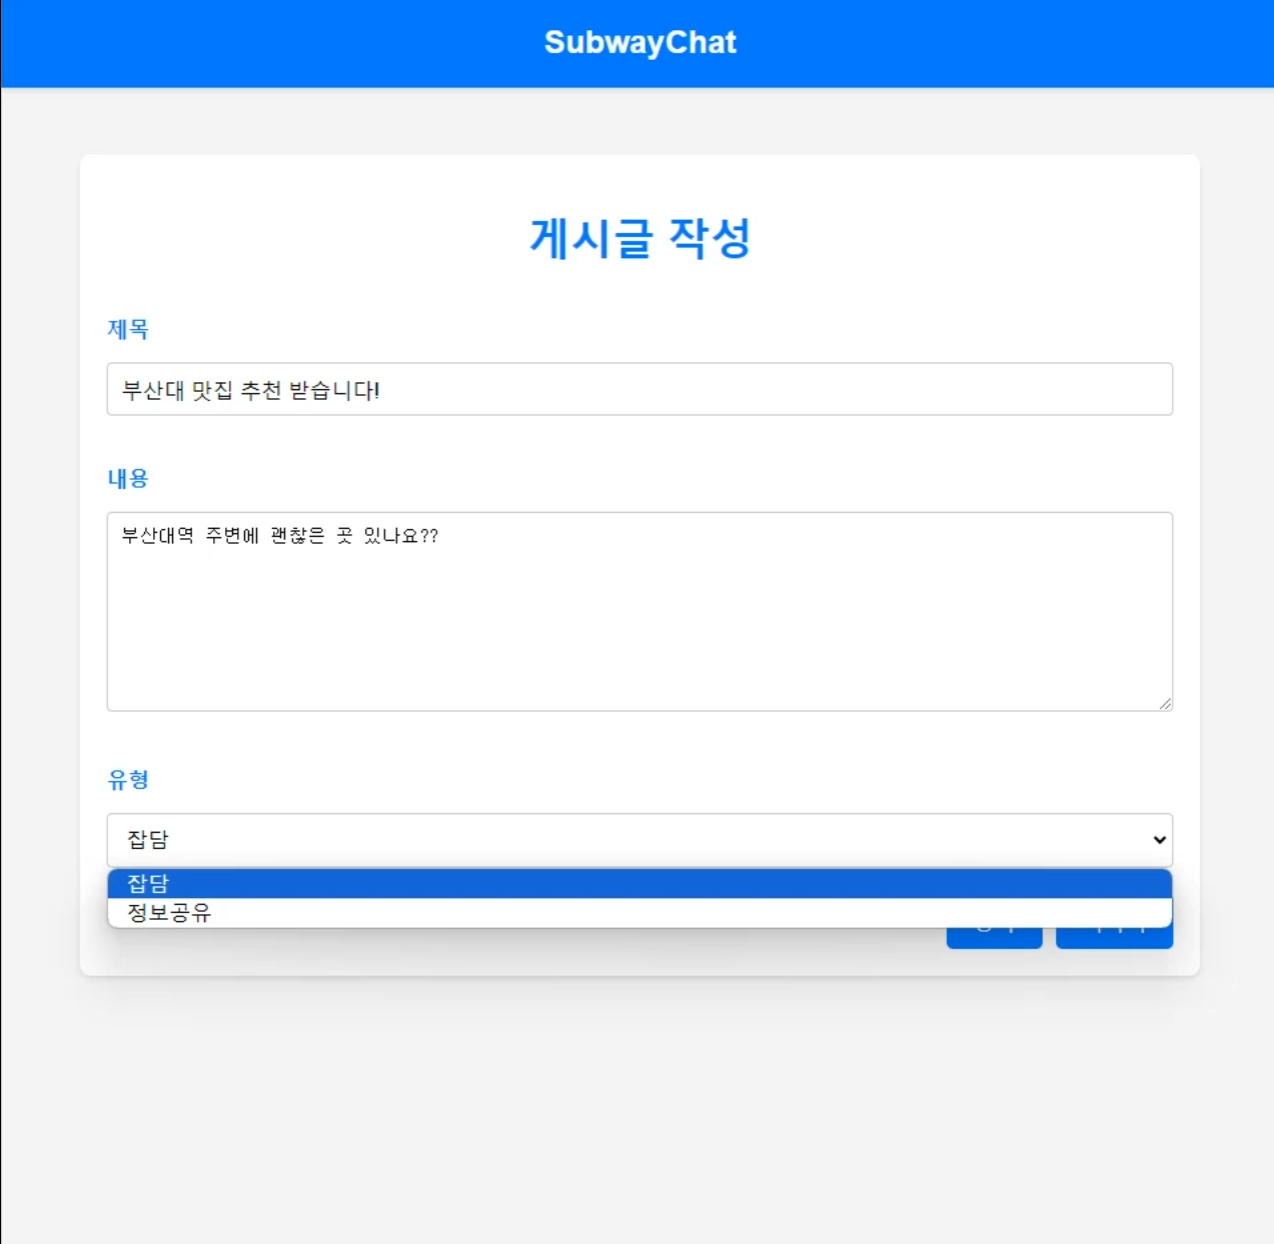 SubwayChat
게시글 작성
제목
부산대 맛집 추천 받습니다!
내용
부산대역 주변에 괜찮은 곳 있나요??
유형
잡담
잡담
정보공유